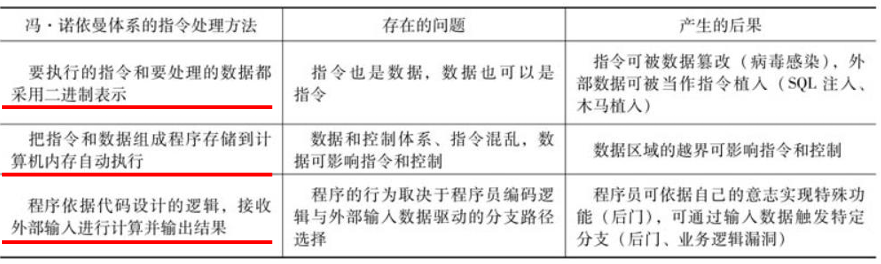 冯·诺依曼体系的指令处理方法 存在的问题 产生的后果
要执行的指令和要处理的数据都
采用二进制表示
指令也是数据，数据也可以是
指令
指令可被数据篡改（病毒感染），外
部数据可被当作指令植入（SQL 注入、
木马植入）
把指令和数据组成程序存储到计
算机内存自动执行
数据和控制体系、指令混乱，数
据可影响指令和控制
数据区域的越界可影响指令和控制
程序依据代码设计的逻辑，接收
外部输入进行计算并输出结果
程序的行为取决于程序员编码逻
辑与外部输入数据驱动的分支路径
选择
程序员可依据自己的意志实现特殊功
能（后门），可通过输入数据触发特定
分支（后门、业务逻辑漏洞）